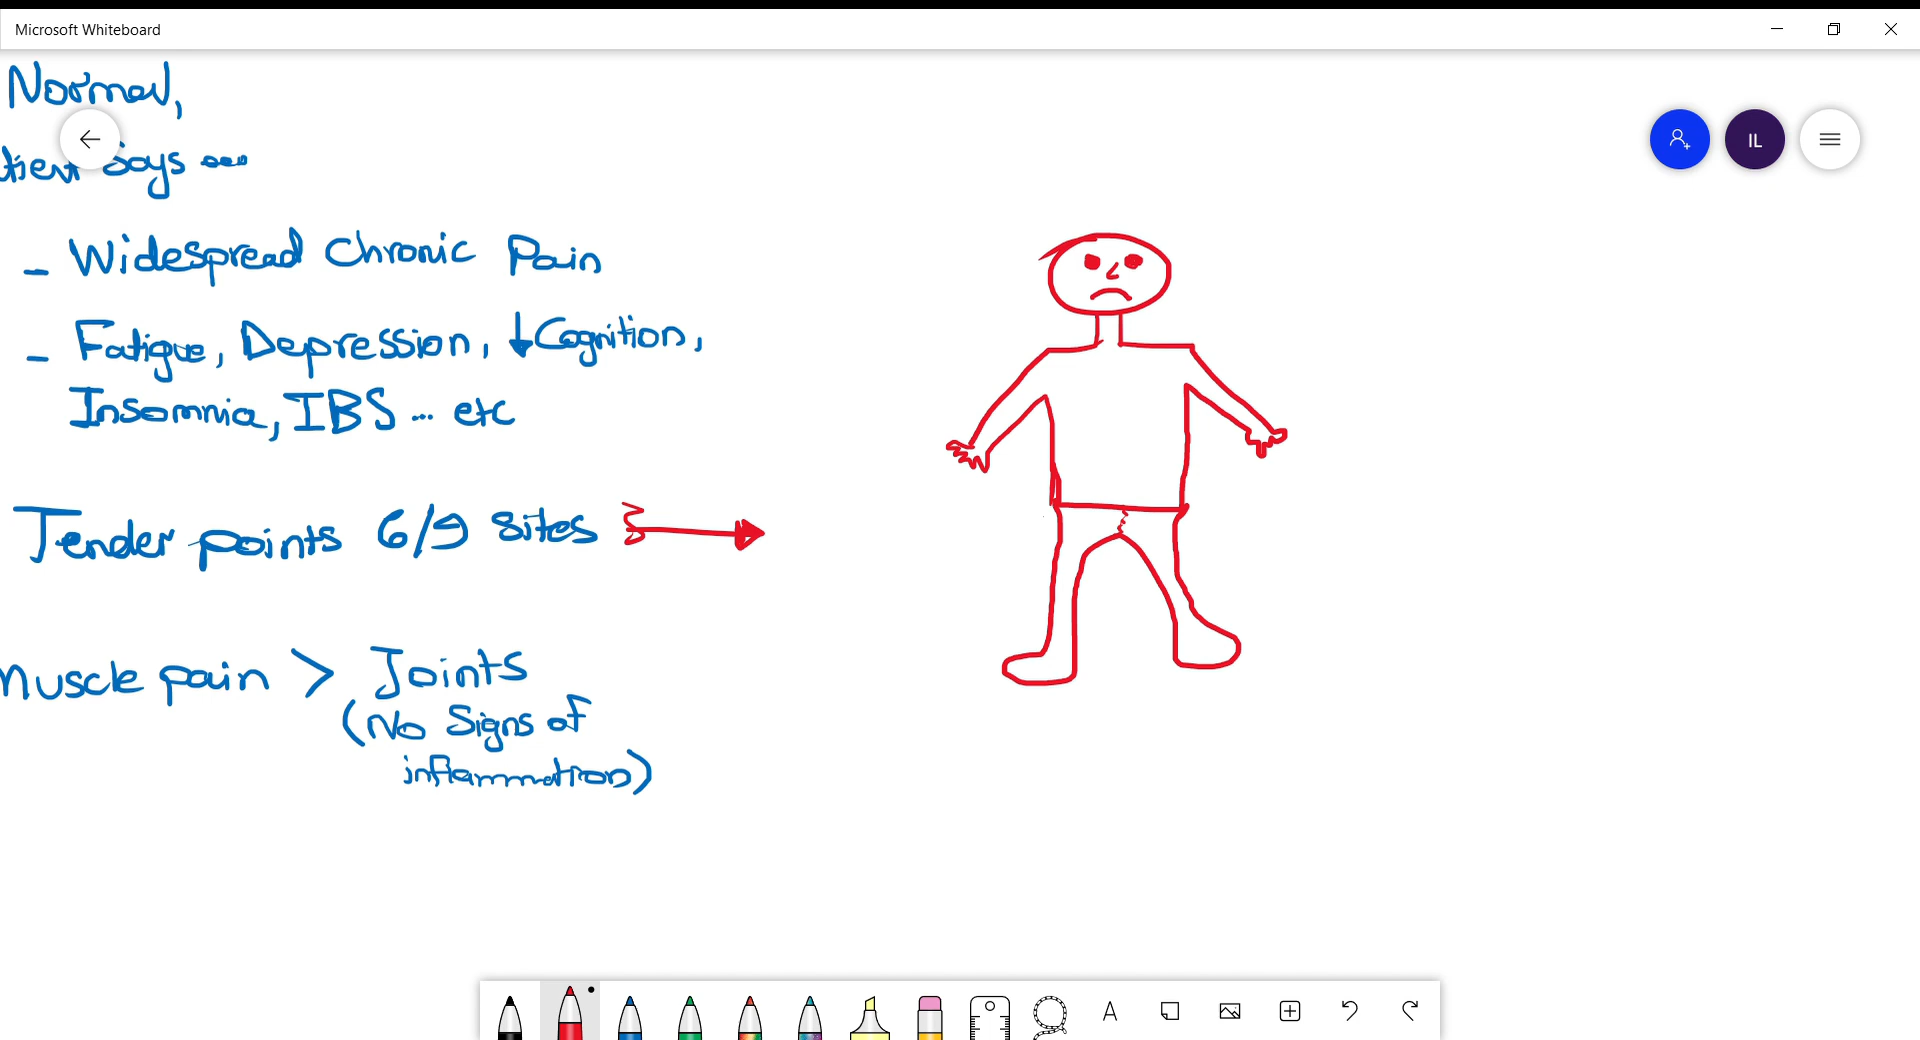 Microsoft Whiteboard
Normal,
tient says ...
IL
- Widespread Chronic Pain
- Fatigue, Depression, ↓Cognition,
Insomnia, IBS ... etc
Tender points 6/9 sites
Muscle pain > Joints
(No signs of
inflammation)
A